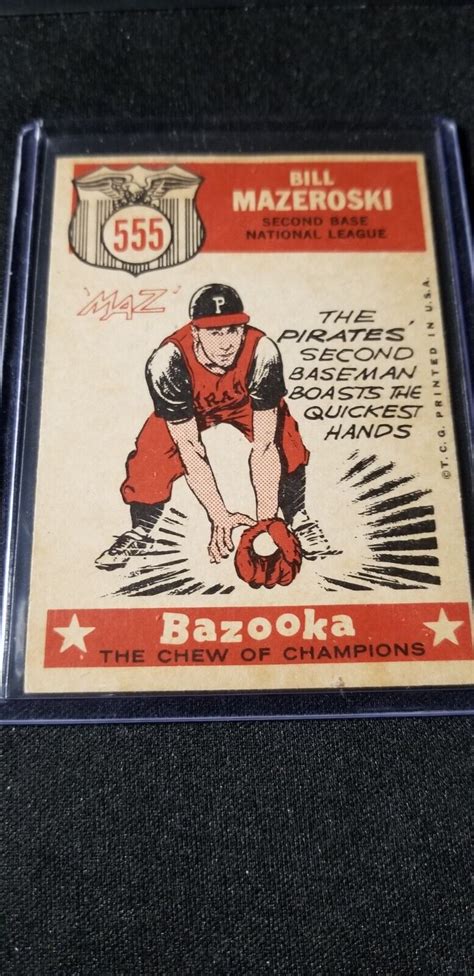 555
BILL
MAZEROSKI
SECOND BASE
NATIONAL LEAGUE
'MAZ'
P
IRAT
THE
PIRATES'
SECOND
BASEMAN
BOASTS THE
QUICKEST
HANDS
©T.C.G. PRINTED IN U.S.A.
Bazooka
THE CHEW OF CHAMPIONS